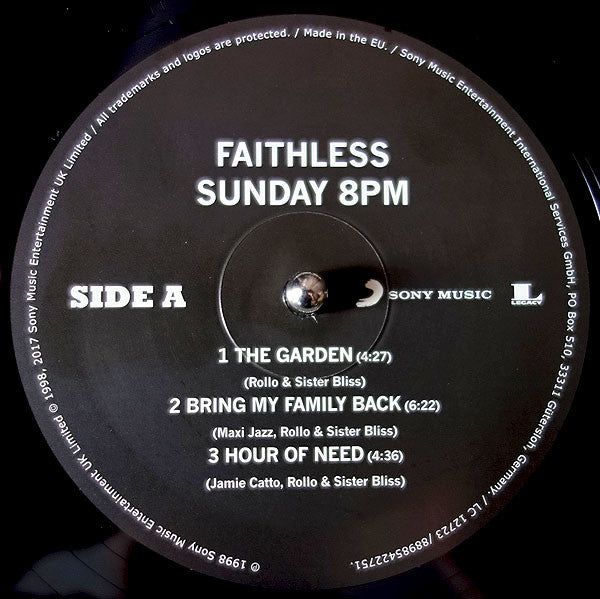 FAITHLESS
SUNDAY 8PM
SIDE A
SONY MUSIC
L
LEGACY
1 THE GARDEN (4:27)
(Rollo & Sister Bliss)
2 BRING MY FAMILY BACK (6:22)
(Maxi Jazz, Rollo & Sister Bliss)
3 HOUR OF NEED (4:36)
(Jamie Catto, Rollo & Sister Bliss)
℗ 1998 Sony Music Entertainment UK Limited © 1998, 2017 Sony Music Entertainment UK Limited / All trademarks and logos are protected. / Made in the EU. / Sony Music Entertainment International Services GmbH, PO Box 510, 33311 Gütersloh, Germany. / LC 12723 /88985422751.